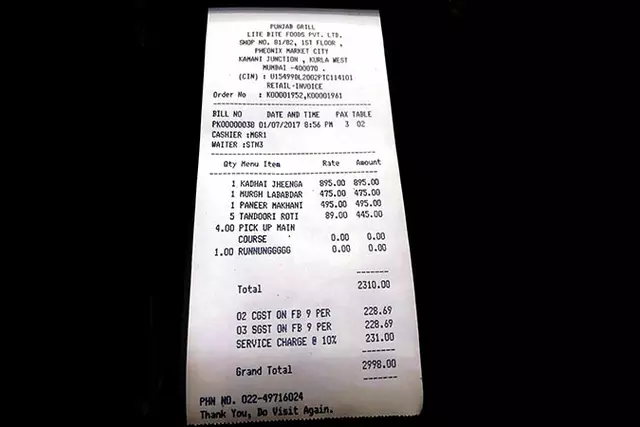 PUNJAB GRILL
LITE BITE FOODS PVT. LTD.
SHOP NO. 81/82, 1ST FLOOR ,
PHEONIX MARKET CITY
KAMANI JUNCTION , KURLA WEST
MUMBAI -400070 .
(CIN) : U15499DL2002PTC114101
RETAIL-INVOICE
Order No : K00001952,K00001961
BILL NO DATE AND TIME PAX TABLE
PK00000038 01/07/2017 8:56 PM 3 02
CASHIER :MGR1
WAITER :STM3
Qty Menu Item Rate Amount
1 KADHAI JHEENGA 895.00 895.00
1 MURGH LABABDAR 475.00 475.00
1 PANEER MAKHANI 495.00 495.00
5 TANDOORI ROTI 89.00 445.00
4.00 PICK UP MAIN
COURSE 0.00 0.00
1.00 RUNNUNGGGGG 0.00 0.00
Total 2310.00
02 CGST ON FB 9 PER 228.69
03 SGST ON FB 9 PER 228.69
SERVICE CHARGE @ 10% 231.00
Grand Total 2998.00
PHN NO. 022-49716024
Thank You, Do Visit Again.